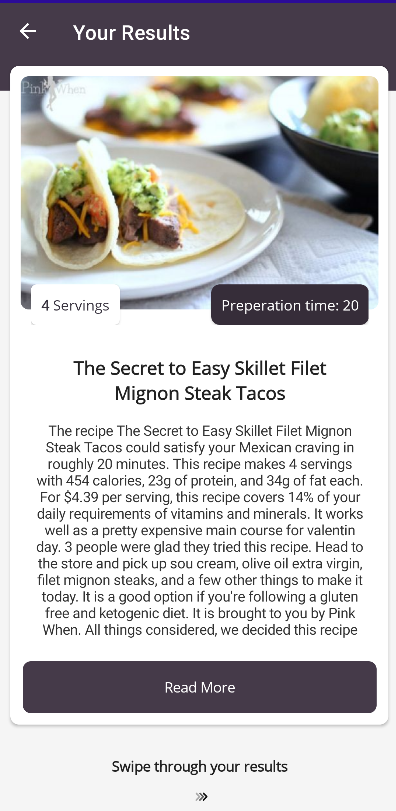 Your Results
Pink When
4 Servings
Preperation time: 20
The Secret to Easy Skillet Filet
Mignon Steak Tacos
The recipe The Secret to Easy Skillet Filet Mignon
Steak Tacos could satisfy your Mexican craving in
roughly 20 minutes. This recipe makes 4 servings
with 454 calories, 23g of protein, and 34g of fat each.
For $4.39 per serving, this recipe covers 14% of your
daily requirements of vitamins and minerals. It works
well as a pretty expensive main course for valentin
day. 3 people were glad they tried this recipe. Head to
the store and pick up sou cream, olive oil extra virgin,
filet mignon steaks, and a few other things to make it
today. It is a good option if you're following a gluten
free and ketogenic diet. It is brought to you by Pink
When. All things considered, we decided this recipe
Read More
Swipe through your results